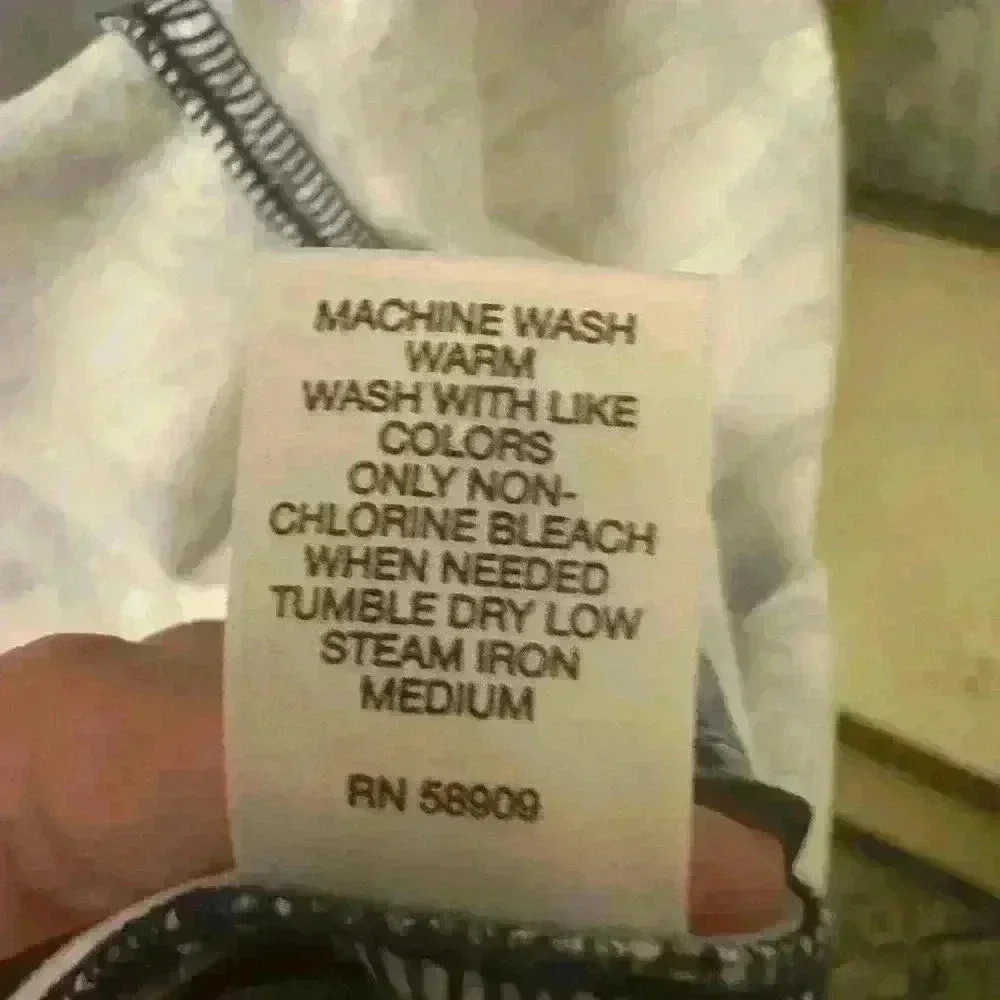 MACHINE WASH
WARM
WASH WITH LIKE
COLORS
ONLY NON-
CHLORINE BLEACH
WHEN NEEDED
TUMBLE DRY LOW
STEAM IRON
MEDIUM
RN 58909